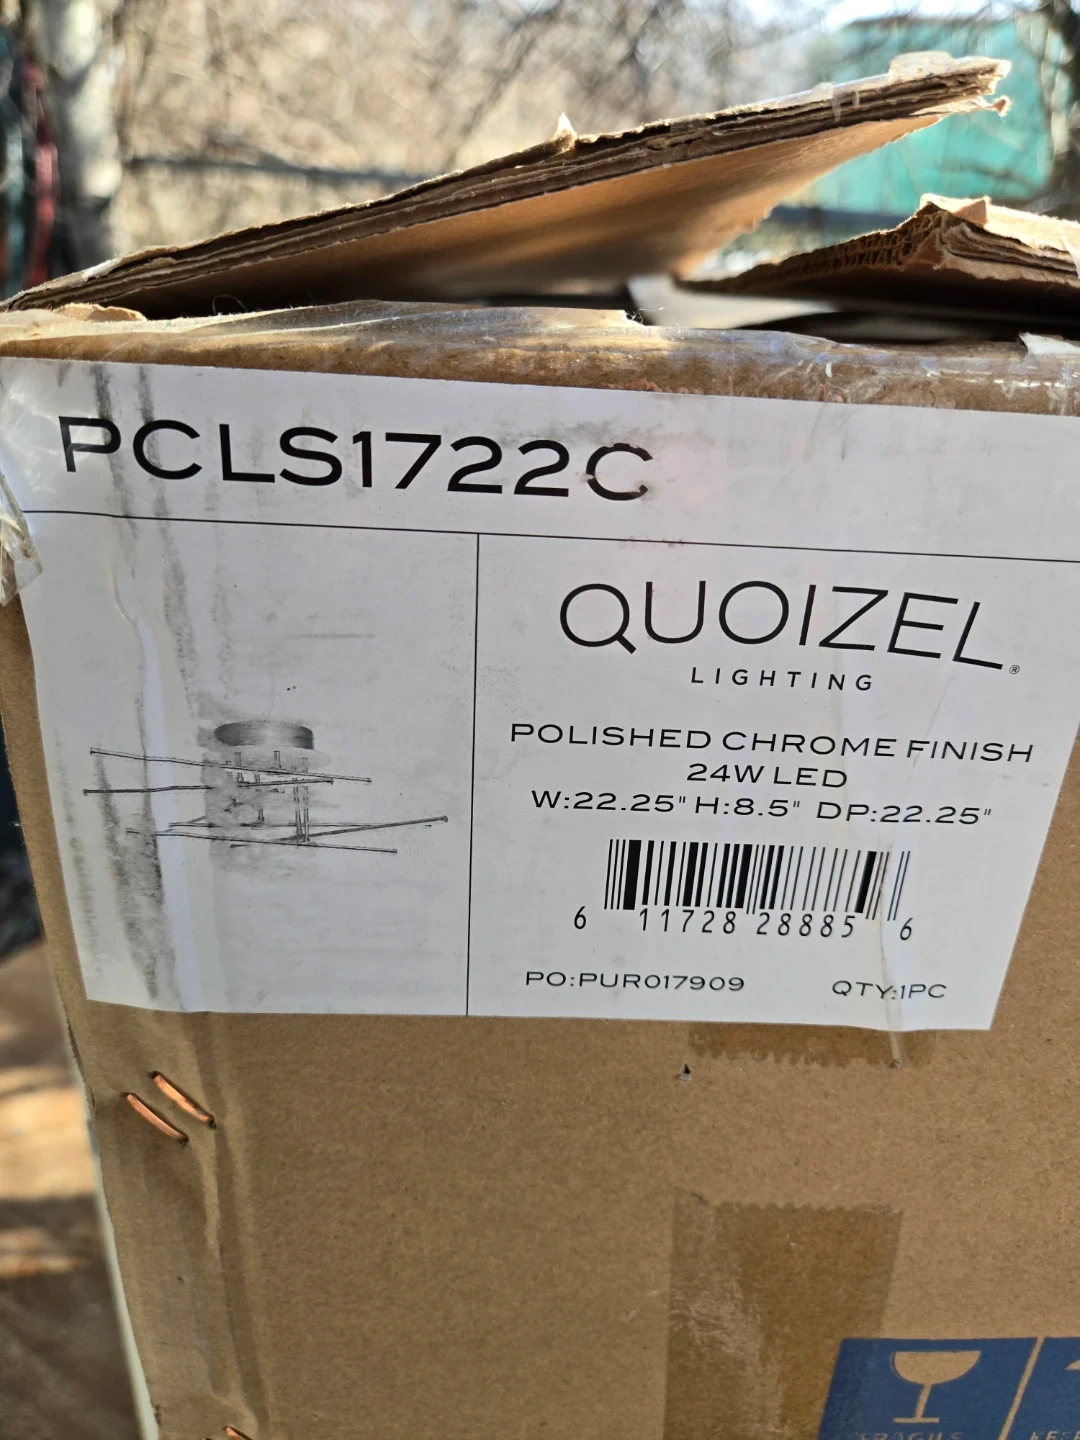 PCLS1722C
QUOIZEL®
LIGHTING
POLISHED CHROME FINISH
24W LED
W:22.25" H:8.5" DP:22.25"
6 11728 28885 6
PO:PUR017909 QTY:1PC